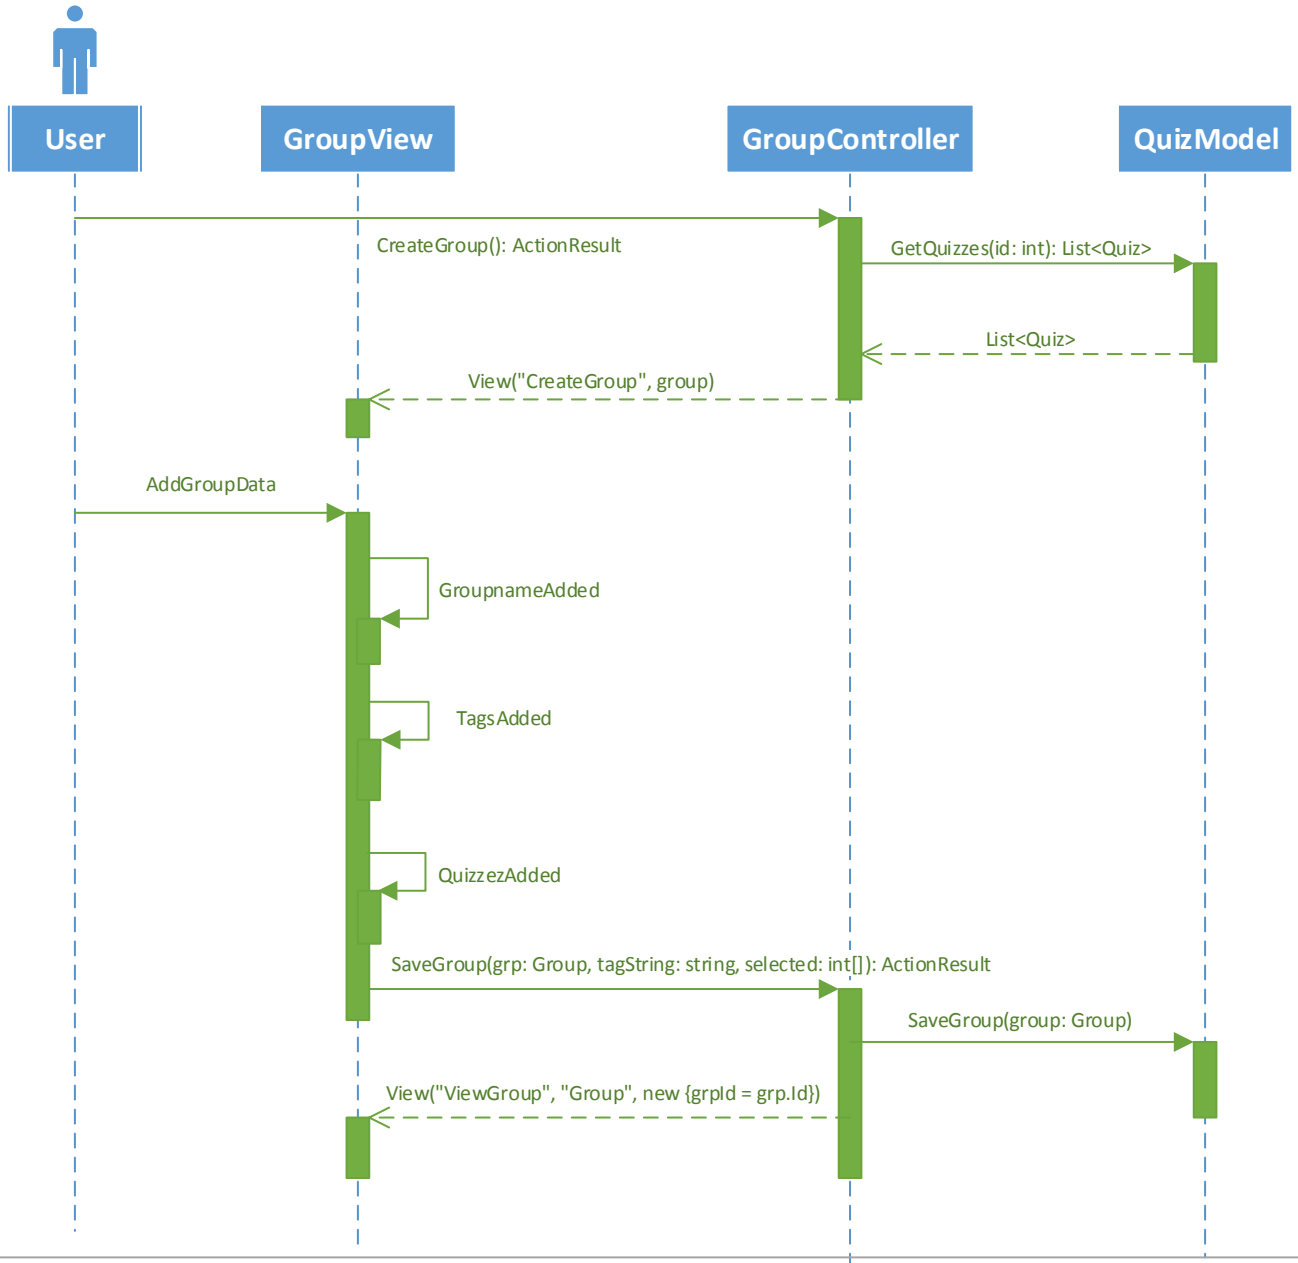 User
GroupView
GroupController
QuizModel
CreateGroup(): ActionResult
GetQuizzes(id: int): List<Quiz>
List<Quiz>
View("CreateGroup", group)
AddGroupData
GroupnameAdded
TagsAdded
QuizzezAdded
SaveGroup(grp: Group, tagString: string, selected: int[]): ActionResult
SaveGroup(group: Group)
View("ViewGroup", "Group", new {grpId = grp.Id})